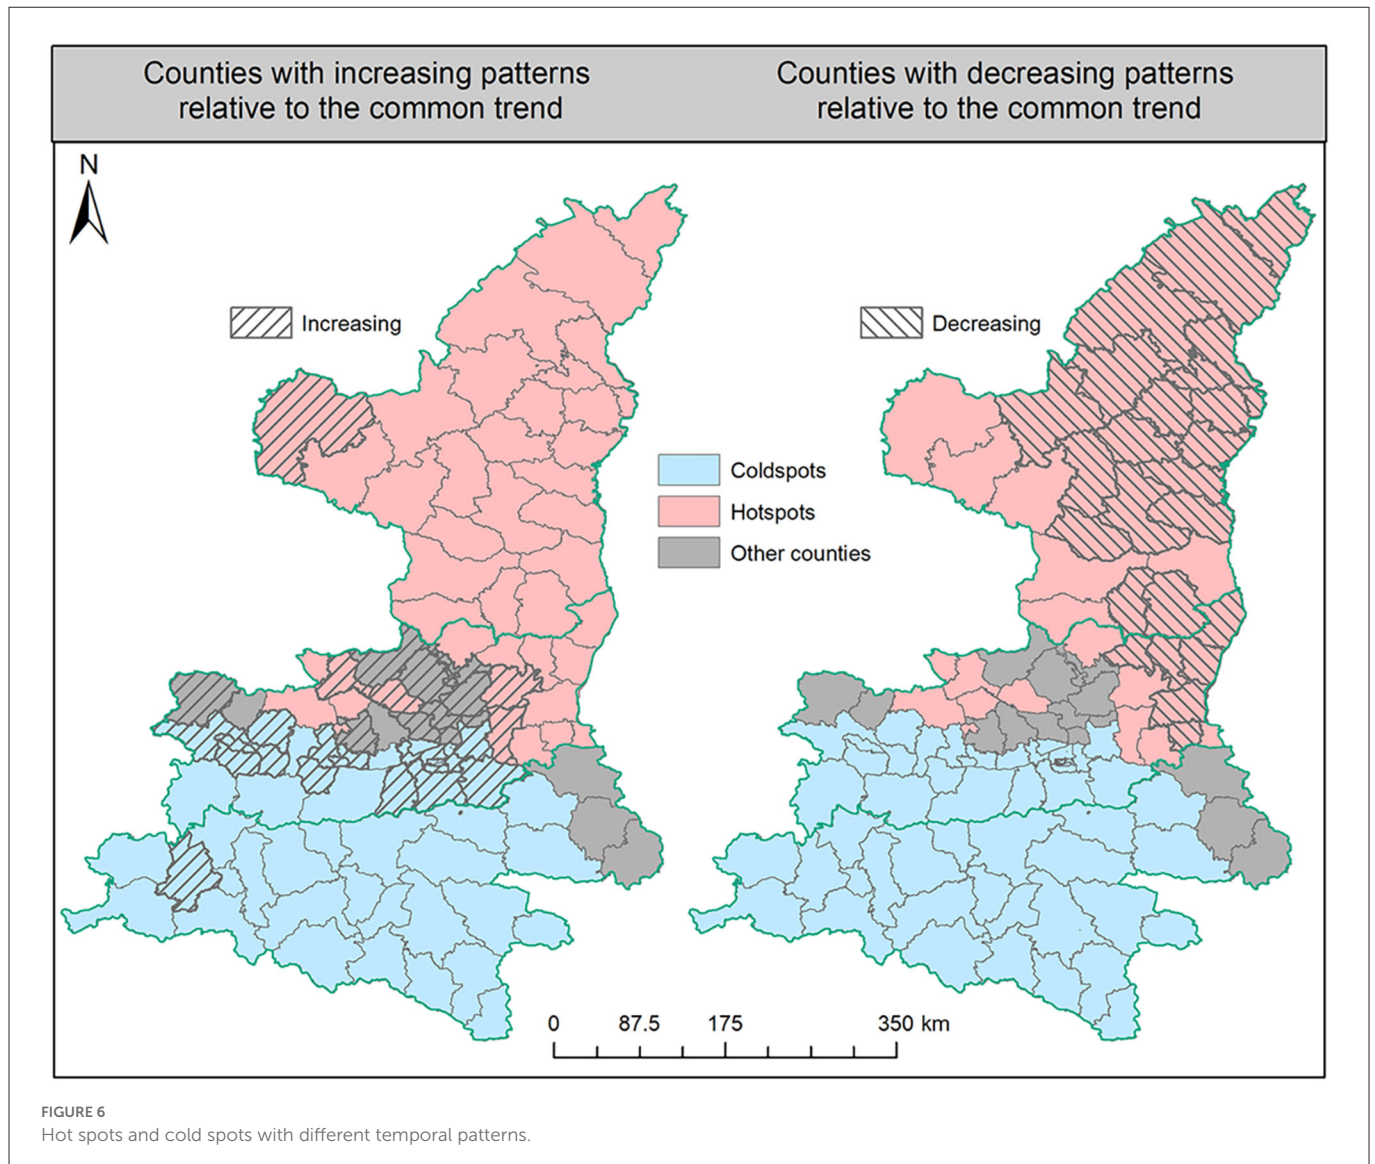 Counties with increasing patterns
relative to the common trend
Counties with decreasing patterns
relative to the common trend
N
Increasing
Decreasing
Coldspots
Hotspots
Other counties
0 87.5 175 350 km
FIGURE 6
Hot spots and cold spots with different temporal patterns.